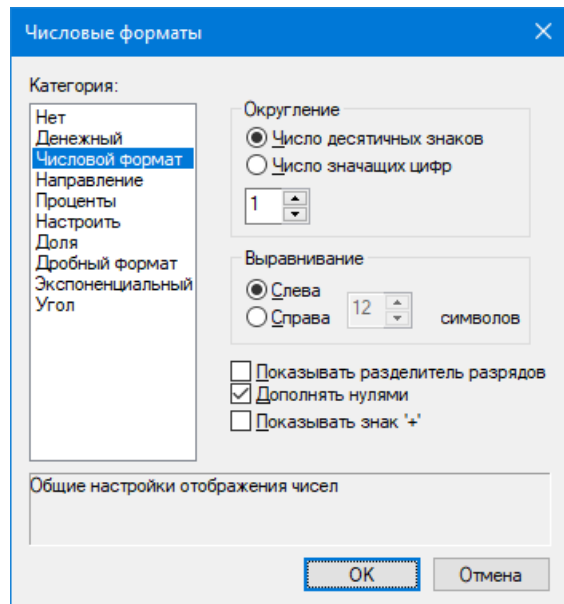 Числовые форматы
Категория:
Нет
Денежный
Числовой формат
Направление
Проценты
Настроить
Доля
Дробный формат
Экспоненциальный
Угол
Округление
Число десятичных знаков
Число значащих цифр
1
Выравнивание
Слева
Справа 12 символов
Показывать разделитель разрядов
Дополнять нулями
Показывать знак '+'
Общие настройки отображения чисел
OK Отмена